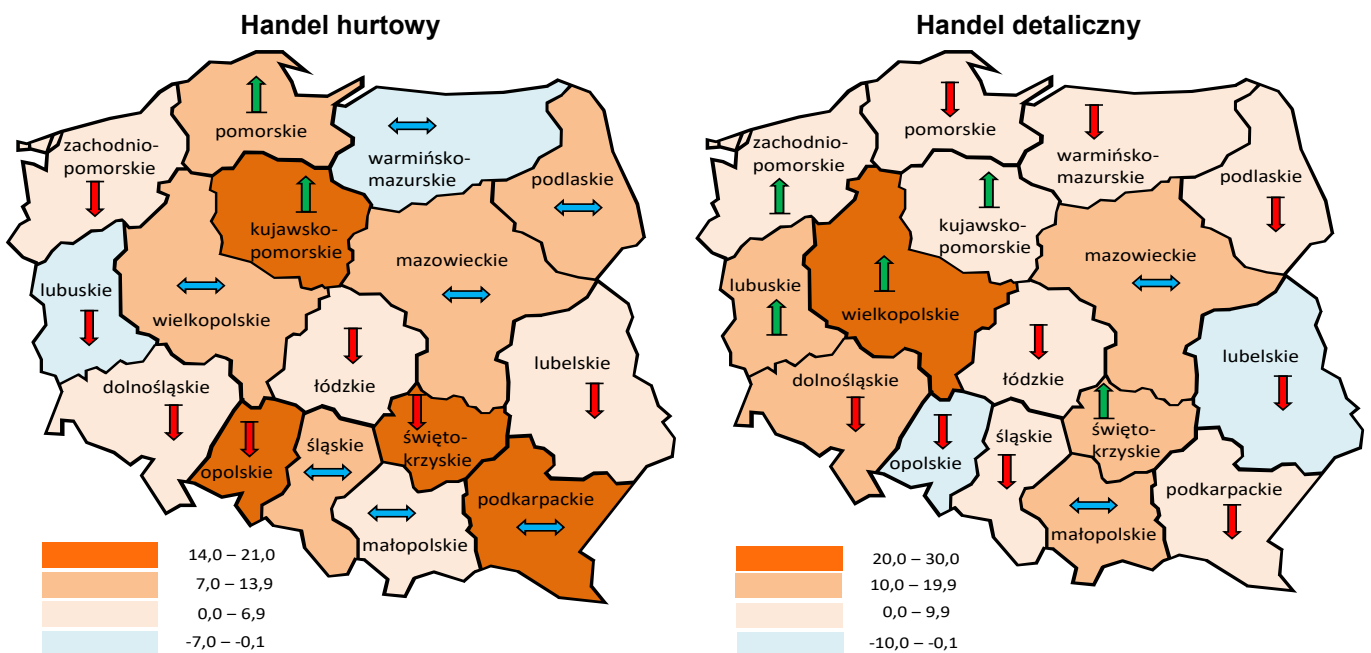 Handel hurtowy
pomorskie
zachodnio-
pomorskie
warmińsko-
mazurskie
podlaskie
kujawsko-
pomorskie
mazowieckie
lubuskie
wielkopolskie
lubelskie
dolnośląskie
łódzkie
śląskie
święto-
krzyskie
opolskie
podkarpackie
małopolskie
14,0 – 21,0
7,0 – 13,9
0,0 – 6,9
-7,0 – -0,1
Handel detaliczny
pomorskie
zachodnio-
pomorskie
warmińsko-
mazurskie
podlaskie
kujawsko-
pomorskie
mazowieckie
lubuskie
wielkopolskie
lubelskie
dolnośląskie
łódzkie
święto-
krzyskie
śląskie
opolskie
podkarpackie
małopolskie
20,0 – 30,0
10,0 – 19,9
0,0 – 9,9
-10,0 – -0,1